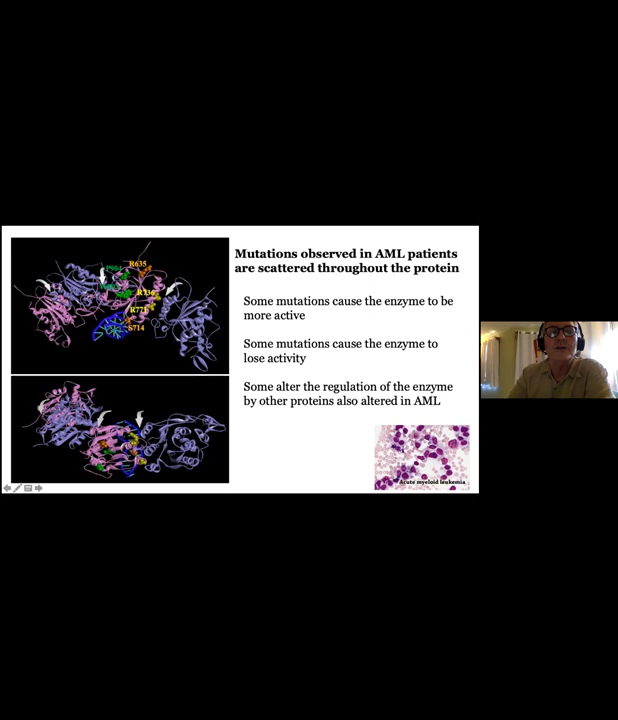 R635
P904
R736
R771
S714
Mutations observed in AML patients
are scattered throughout the protein
Some mutations cause the enzyme to be
more active
Some mutations cause the enzyme to
lose activity
Some alter the regulation of the enzyme
by other proteins also altered in AML
Acute myeloid leukemia